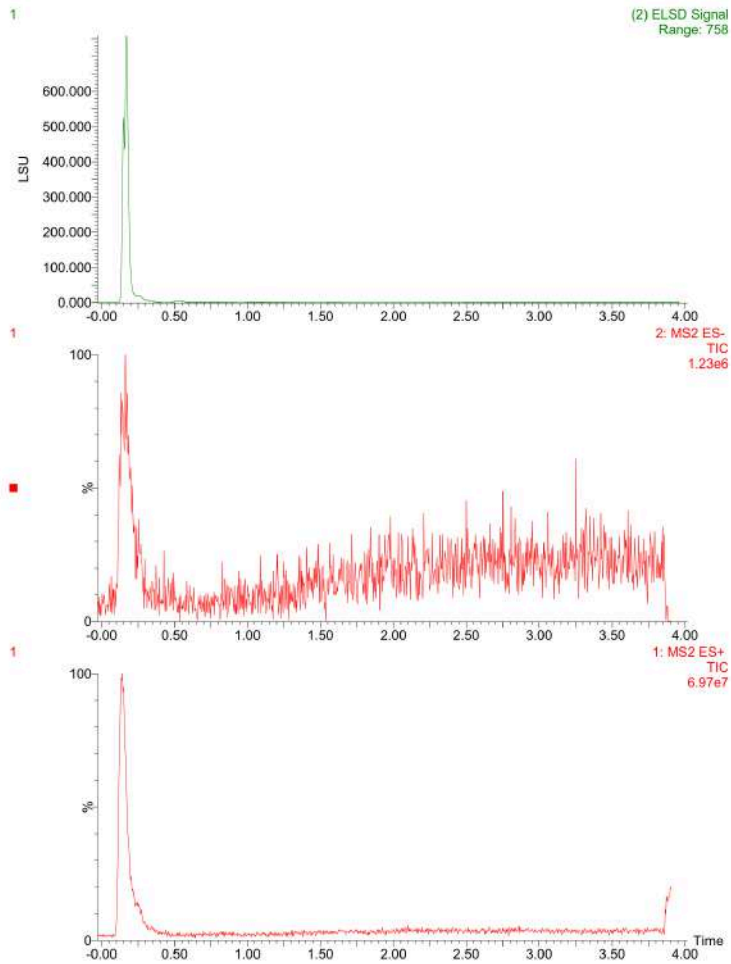 1
(2) ELSD Signal
Range: 758
LSU
600.000
500.000
400.000
300.000
200.000
100.000
0.000
-0.00 0.50 1.00 1.50 2.00 2.50 3.00 3.50 4.00
1
2: MS2 ES-
TIC
1.23e6
100
%
0
-0.00 0.50 1.00 1.50 2.00 2.50 3.00 3.50 4.00
1
1: MS2 ES+
TIC
6.97e7
100
%
0
Time
-0.00 0.50 1.00 1.50 2.00 2.50 3.00 3.50 4.00